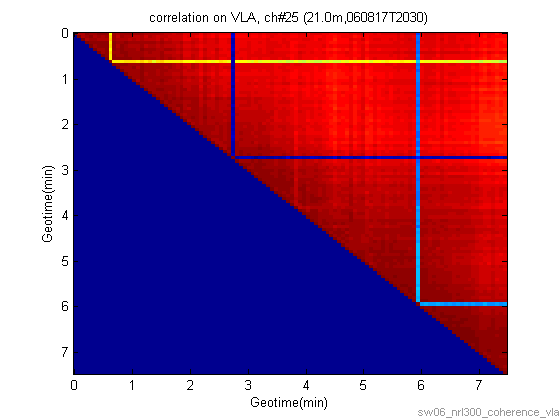 correlation on VLA, ch#25 (21.0m,060817T2030)
0
1
2
3
4
5
6
7
Geotime(min)
0 1 2 3 4 5 6 7
Geotime(min)
sw06_nrl300_coherence_vla